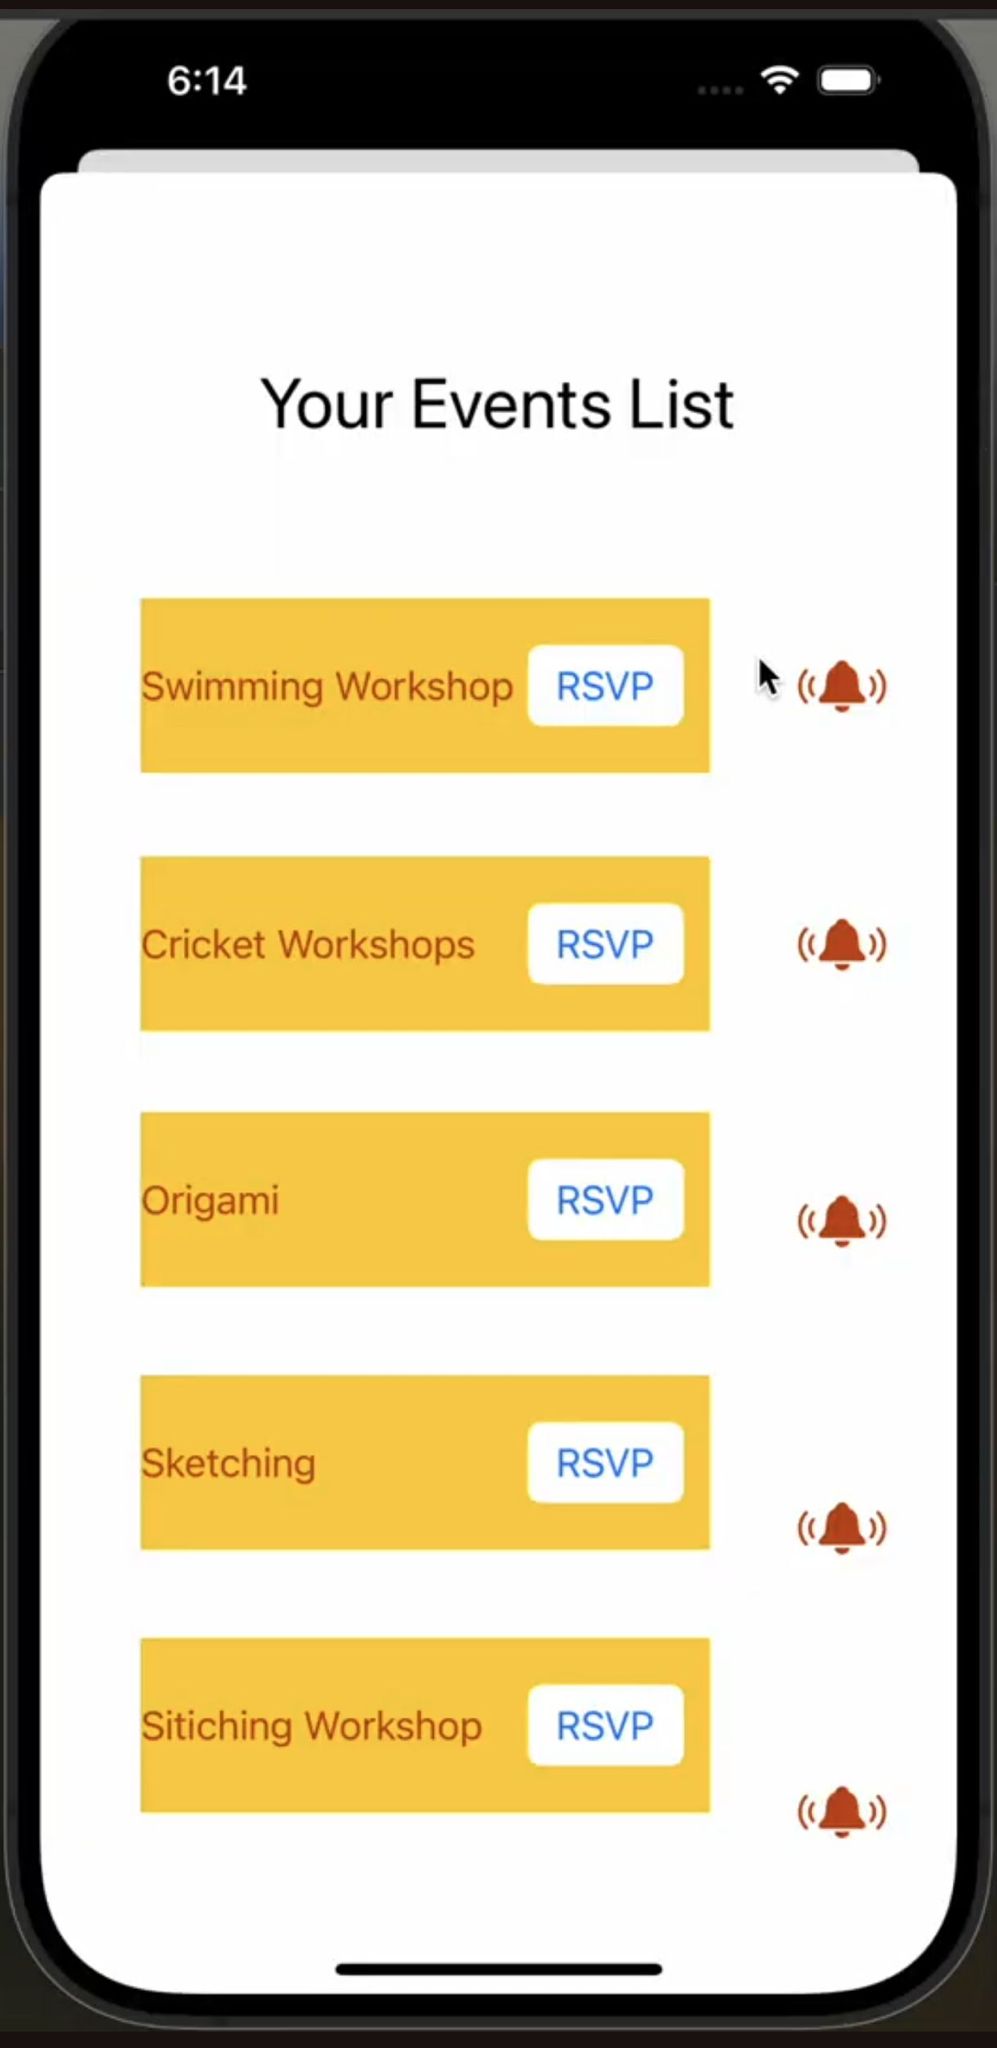 6:14
Your Events List
Swimming Workshop RSVP
Cricket Workshops RSVP
Origami RSVP
Sketching RSVP
Sitiching Workshop RSVP